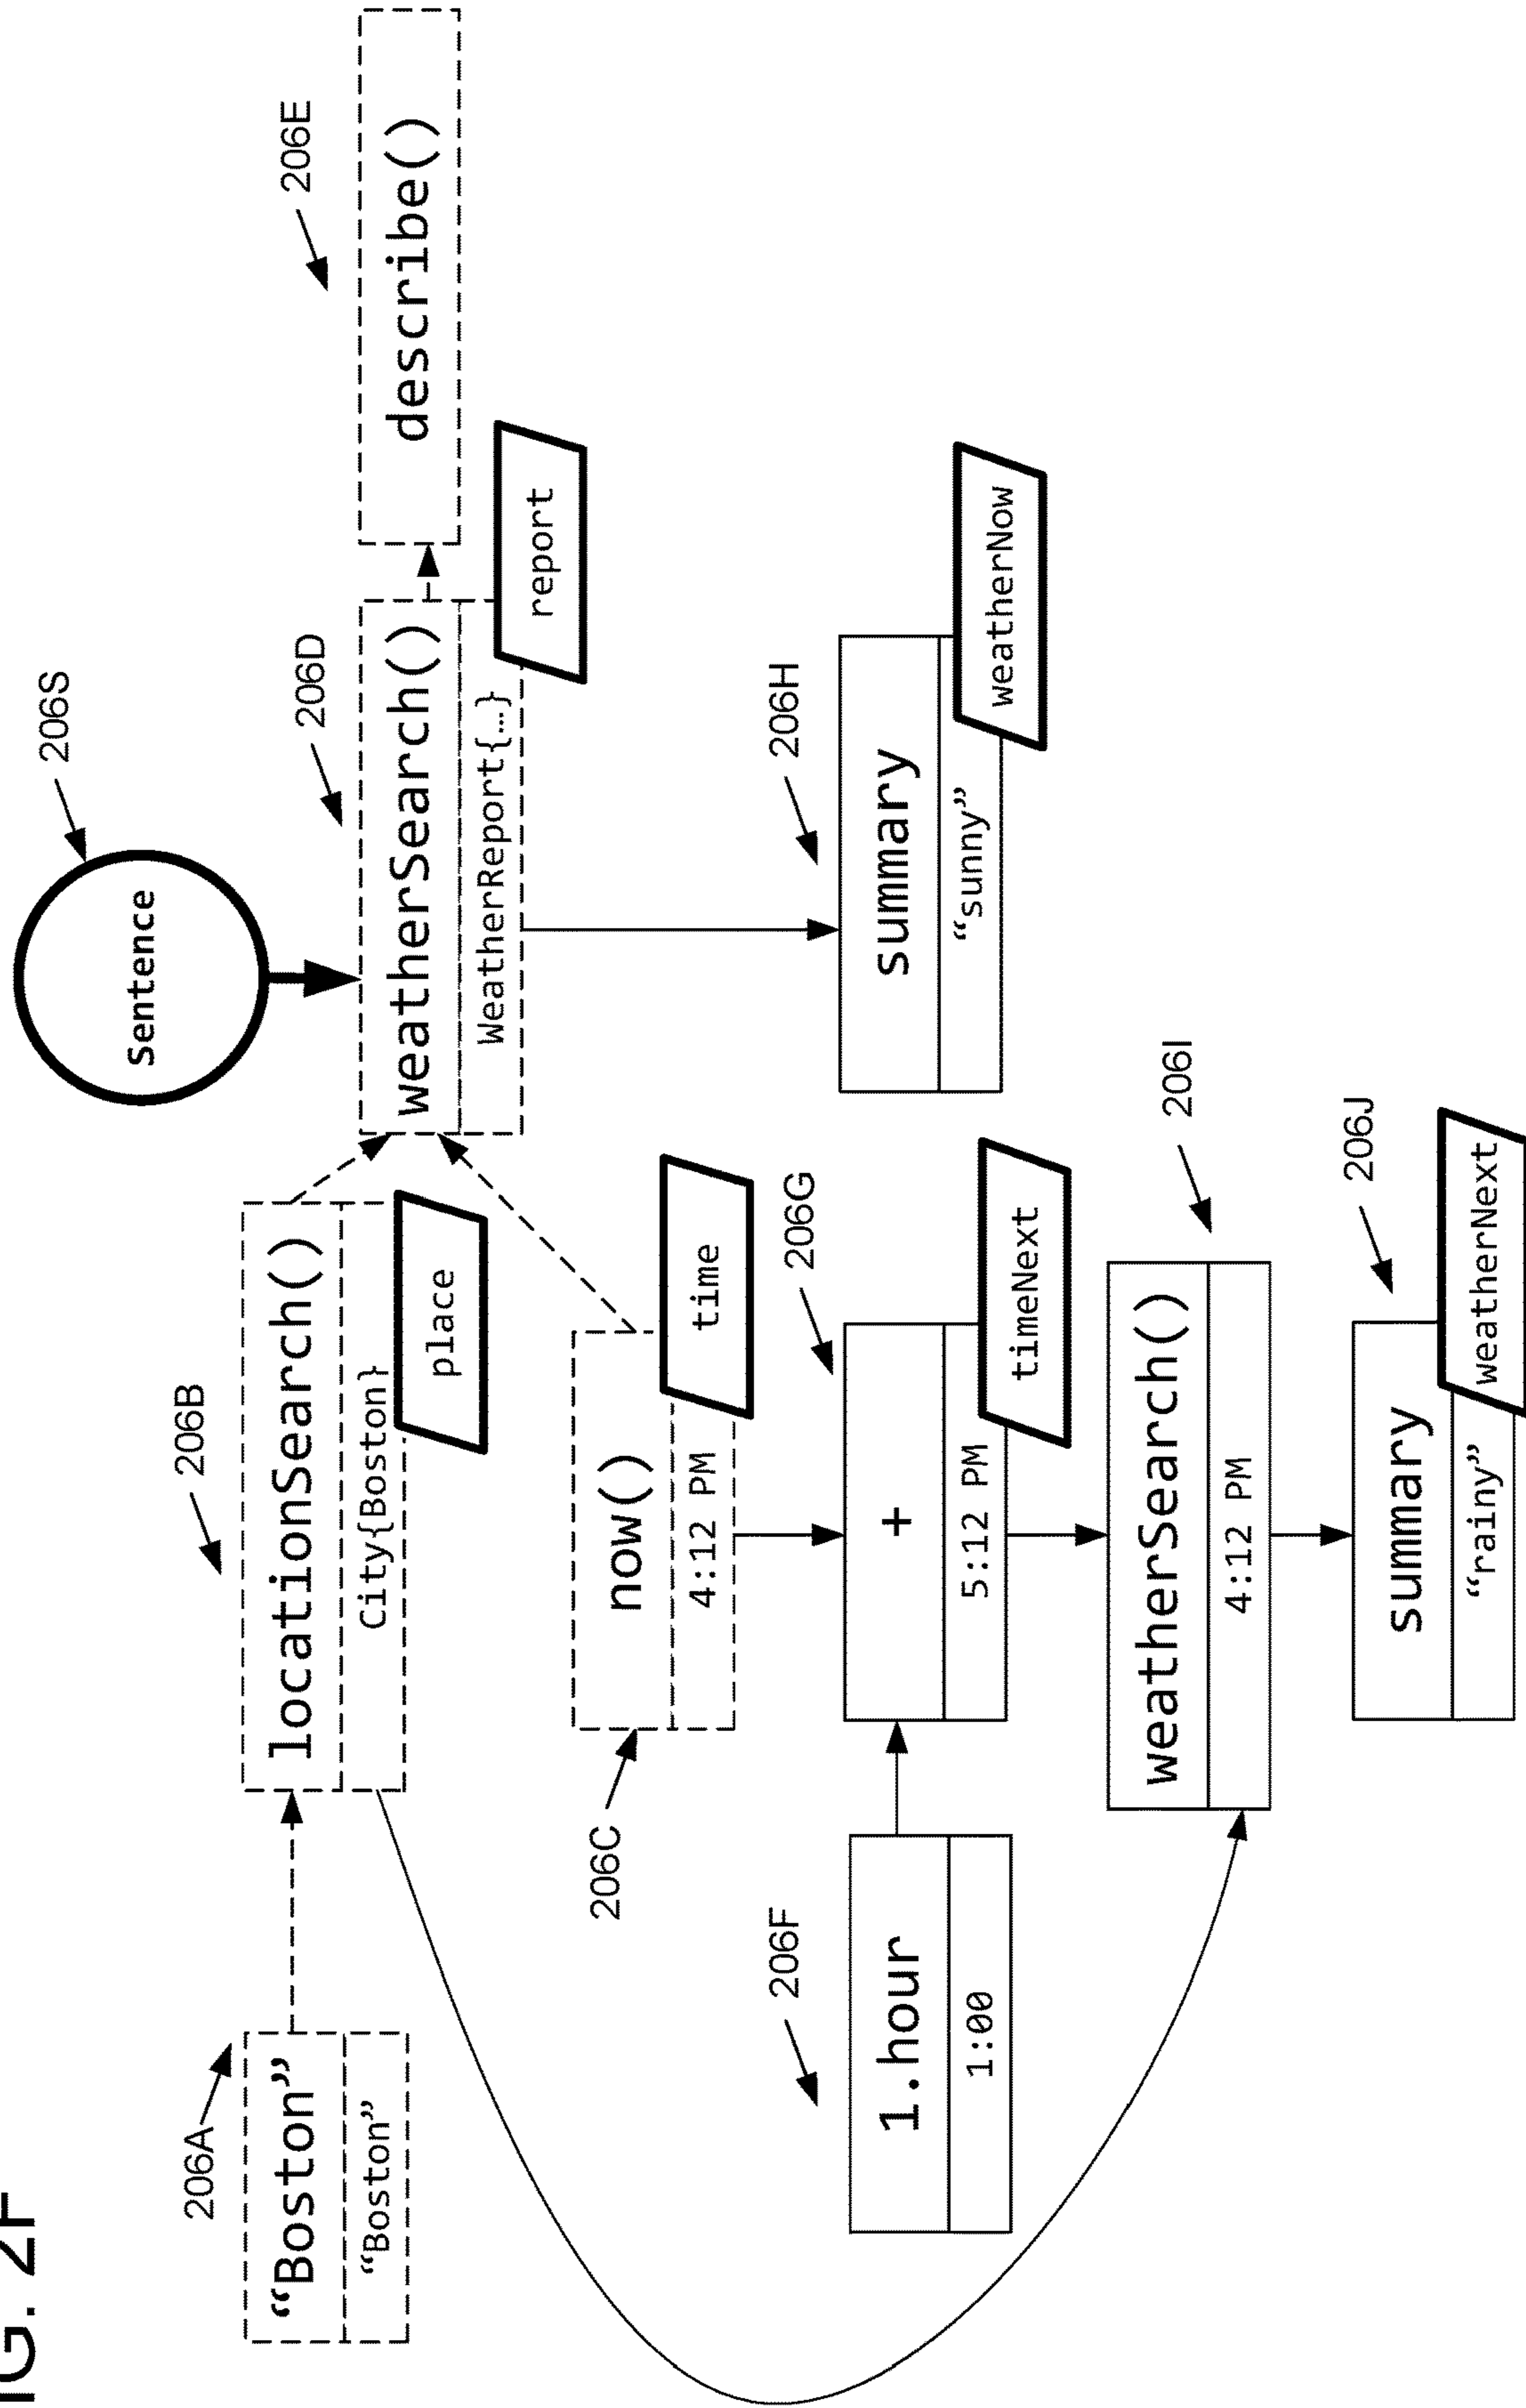 IG. 2F
206S
Sentence
206A
"Boston"
"Boston"
206B
locationSearch()
City{Boston}
place
206D
weatherSearch()
WeatherReport{…}
report
206E
describe()
206C
now()
4:12 PM
time
206F
1.hour
1:00
206G
+
5:12 PM
timeNext
206H
summary
“sunny”
weatherNow
206I
weatherSearch()
4:12 PM
206J
summary
“rainy”
weatherNext